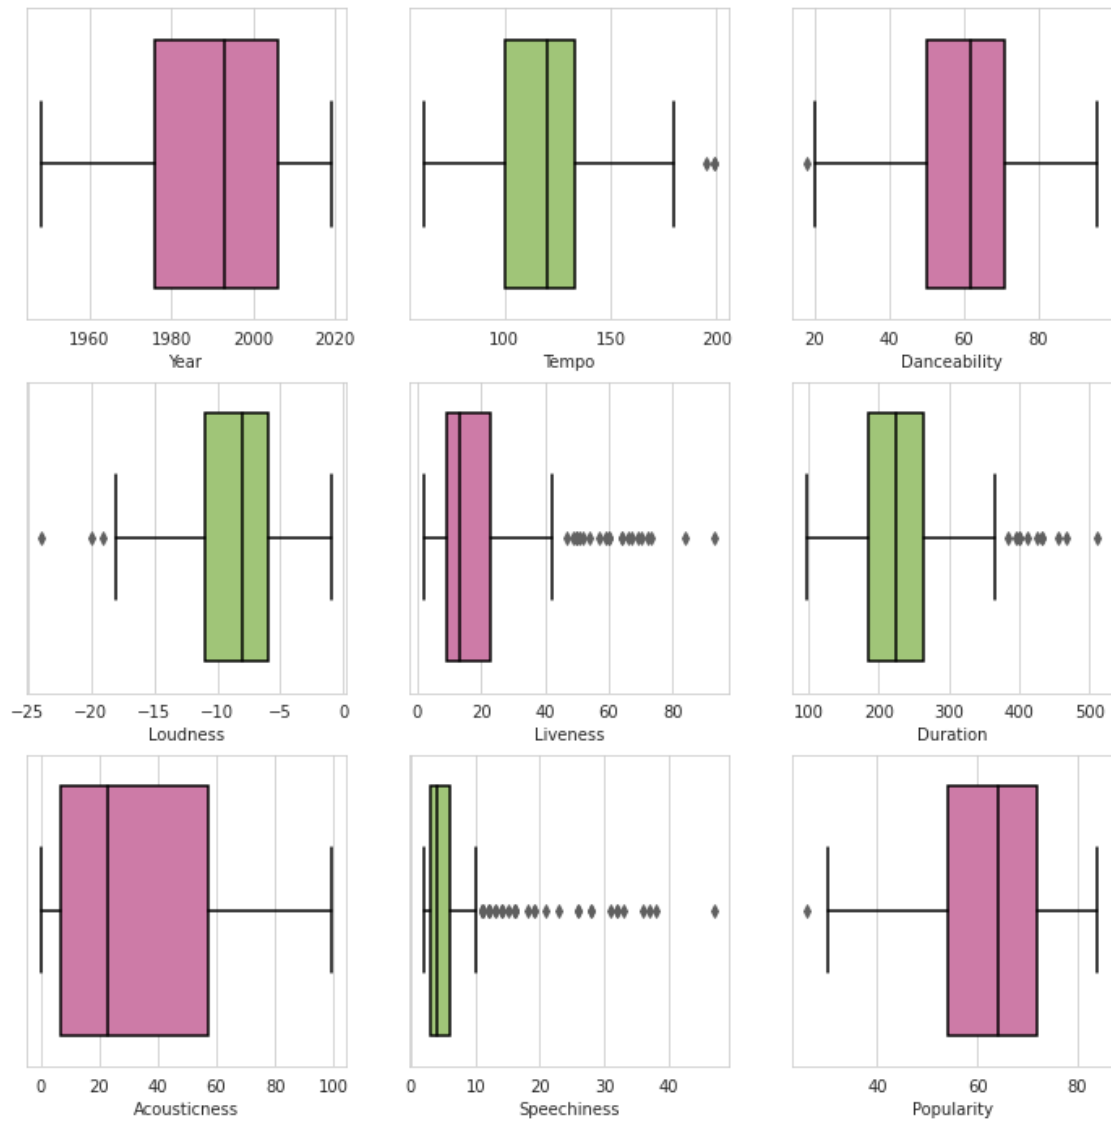 1960 1980 2000 2020
Year
100 150 200
Tempo
20 40 60 80
Danceability
−25 −20 −15 −10 −5 0
Loudness
0 20 40 60 80
Liveness
100 200 300 400 500
Duration
0 20 40 60 80 100
Acousticness
0 10 20 30 40
Speechiness
40 60 80
Popularity